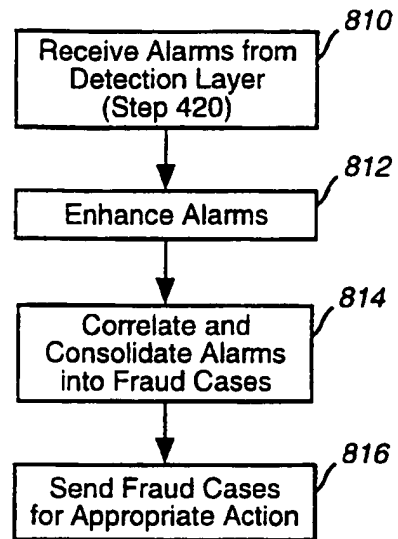 810
Receive Alarms from
Detection Layer
(Step 420)
812
Enhance Alarms
814
Correlate and
Consolidate Alarms
into Fraud Cases
816
Send Fraud Cases
for Appropriate Action